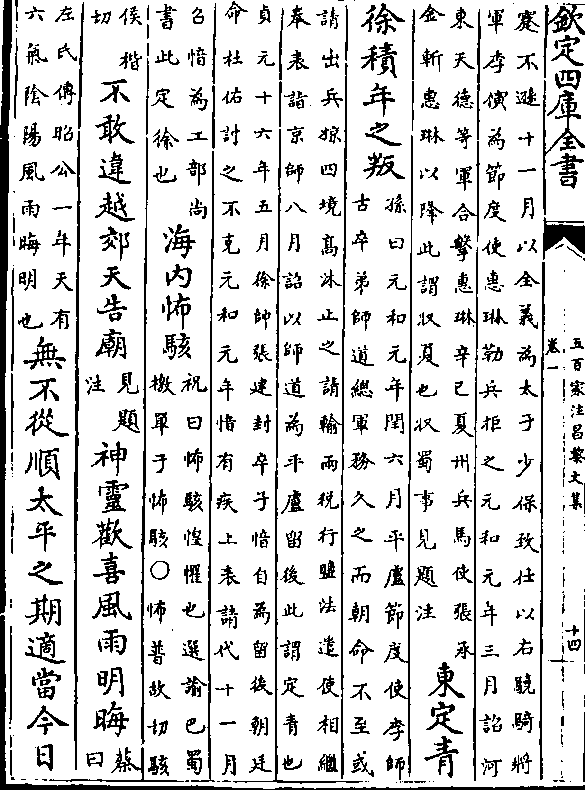 欽定四庫全書
五百家注昌黎文集
卷一
十四
蹇不遜十一月以全義為太子少保致仕以右驍騎將
軍李演為節度使惠琳勒兵拒之元和元年三月詔河
東天德等軍合擊惠琳辛巳夏州兵馬使張承
金斬惠琳以降此謂収夏也収蜀事見題注
東定青
徐積年之叛
孫曰元和元年閏六月平盧節度使李師
古卒弟師道總軍務久之而朝命不至或
請出兵掠四境髙沐止之請輸兩税行鹽法遣使相繼
奉表詣京師八月詔以師道為平盧留後此謂定青也
貞元十六年五月徐帥張建封卒子愔自為留後朝廷
命杜佑討之不克元和元年愔有疾上表請代十一月
召愔為工部尚
書此定徐也
海内怖駭
祝曰怖駭惶懼也選諭巴蜀
檄單于怖駭○怖普故切駭
侯楷
切
不敢違越郊天告廟
見題
注
神靈歡喜風雨明晦
蔡
曰
左氏傳昭公一年天有
六氣隂陽風雨晦明也
無不從順太平之期適當今日